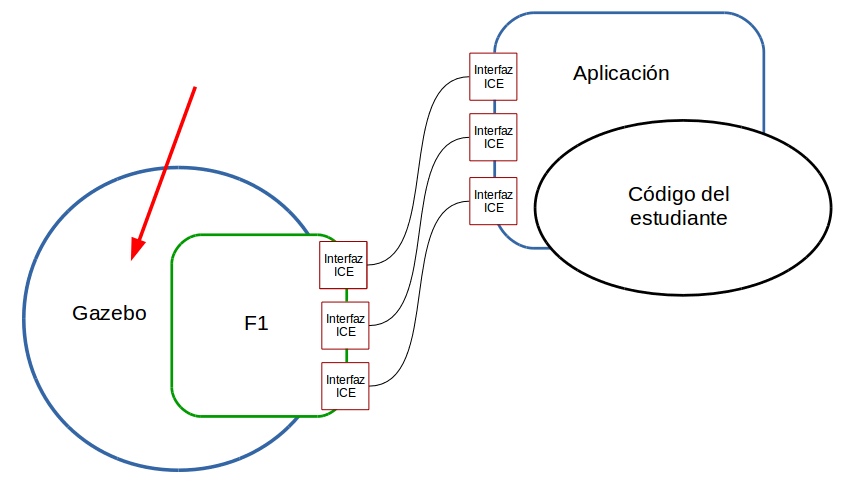 Aplicación
Interfaz
ICE
Interfaz
ICE
Interfaz
ICE
Código del
estudiante
Gazebo
F1
Interfaz
ICE
Interfaz
ICE
Interfaz
ICE